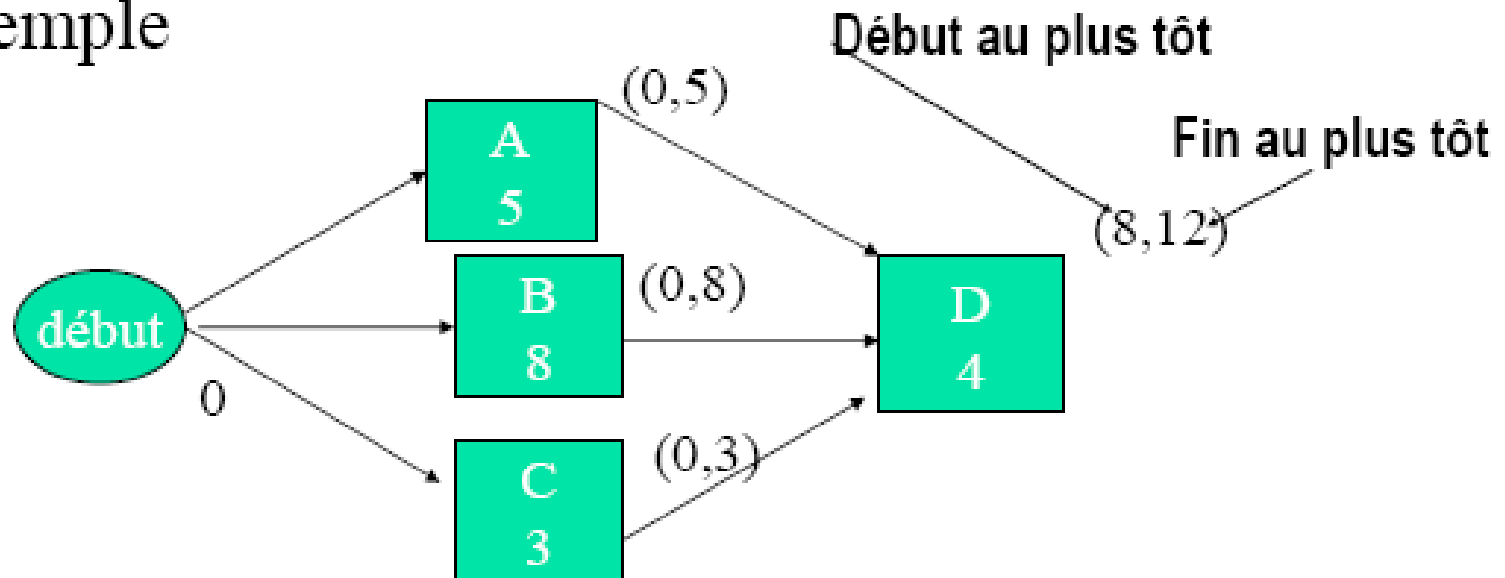 emple
Début au plus tôt
(0,5)
Fin au plus tôt
A
5
(8,12)
B
8
(0,8)
D
4
début
0
C
3
(0,3)